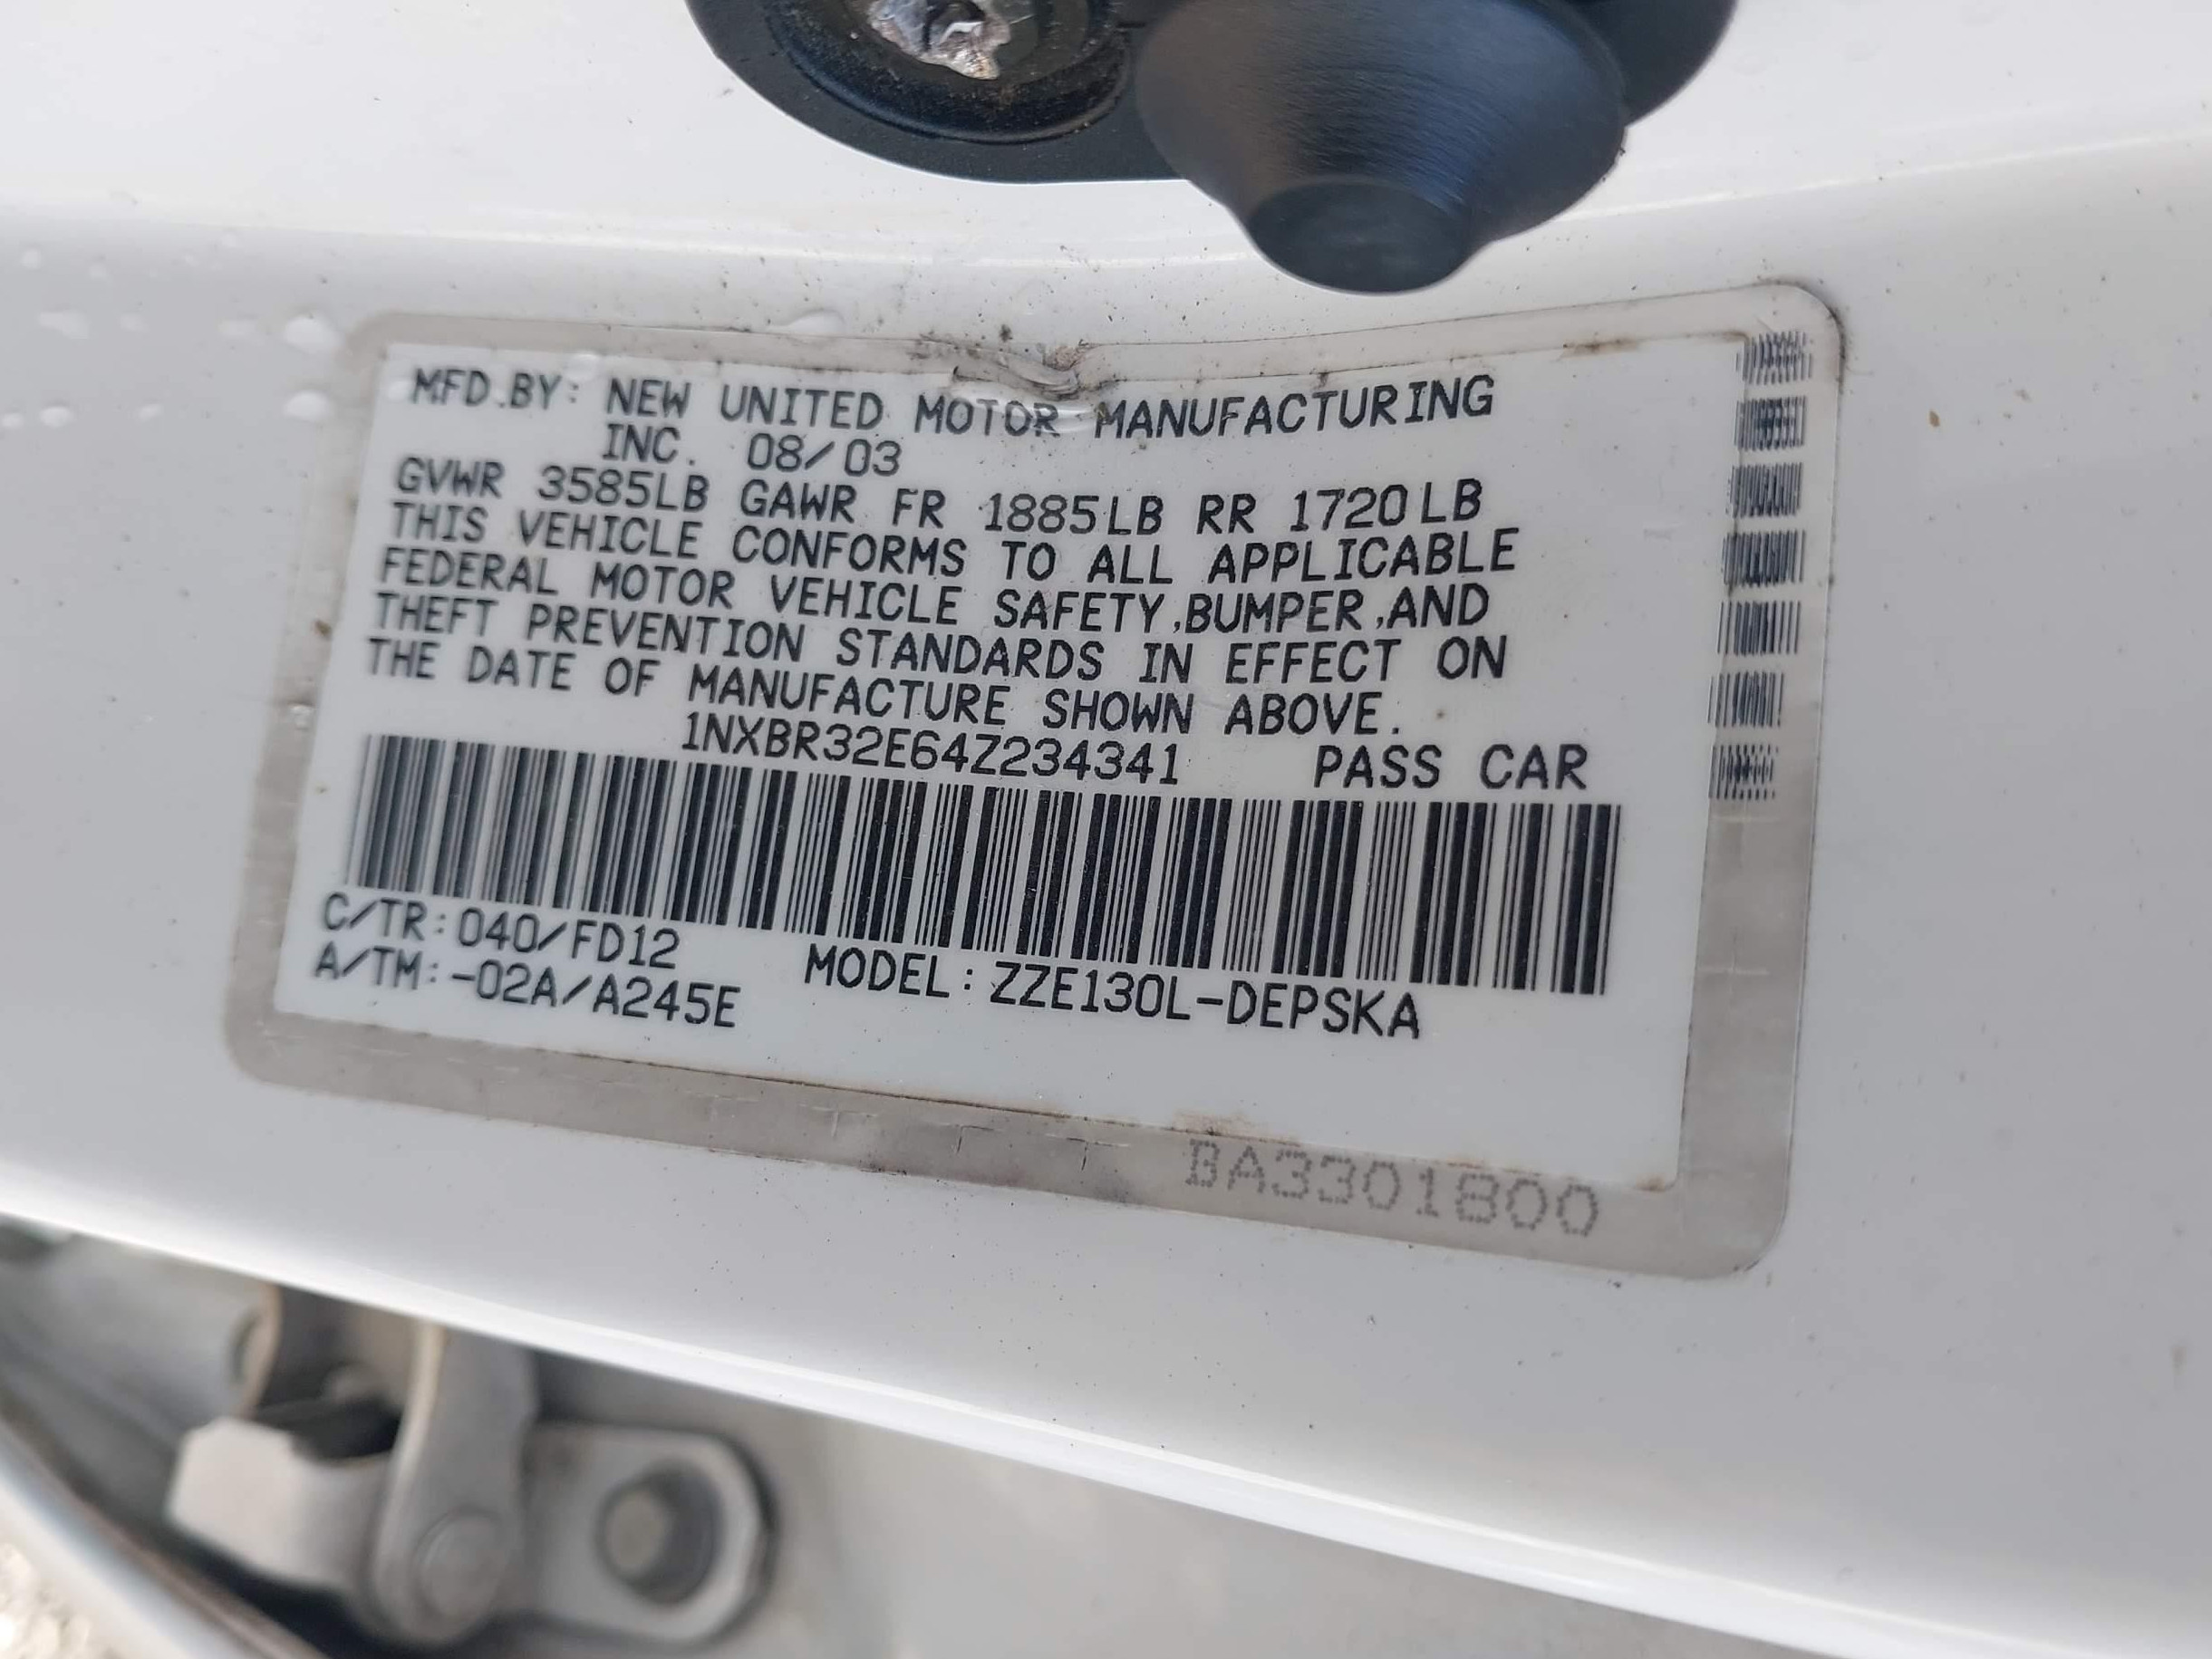 MFD.BY: NEW UNITED MOTOR MANUFACTURING
INC. 08/03
GVWR 3585LB GAWR FR 1885LB RR 1720LB
THIS VEHICLE CONFORMS TO ALL APPLICABLE
FEDERAL MOTOR VEHICLE SAFETY,BUMPER,AND
THEFT PREVENTION STANDARDS IN EFFECT ON
THE DATE OF MANUFACTURE SHOWN ABOVE.
1NXBR32E64Z234341 PASS CAR
C/TR:040/FD12
A/TM:-02A/A245E MODEL:ZZE130L-DEPSKA
BA3301800